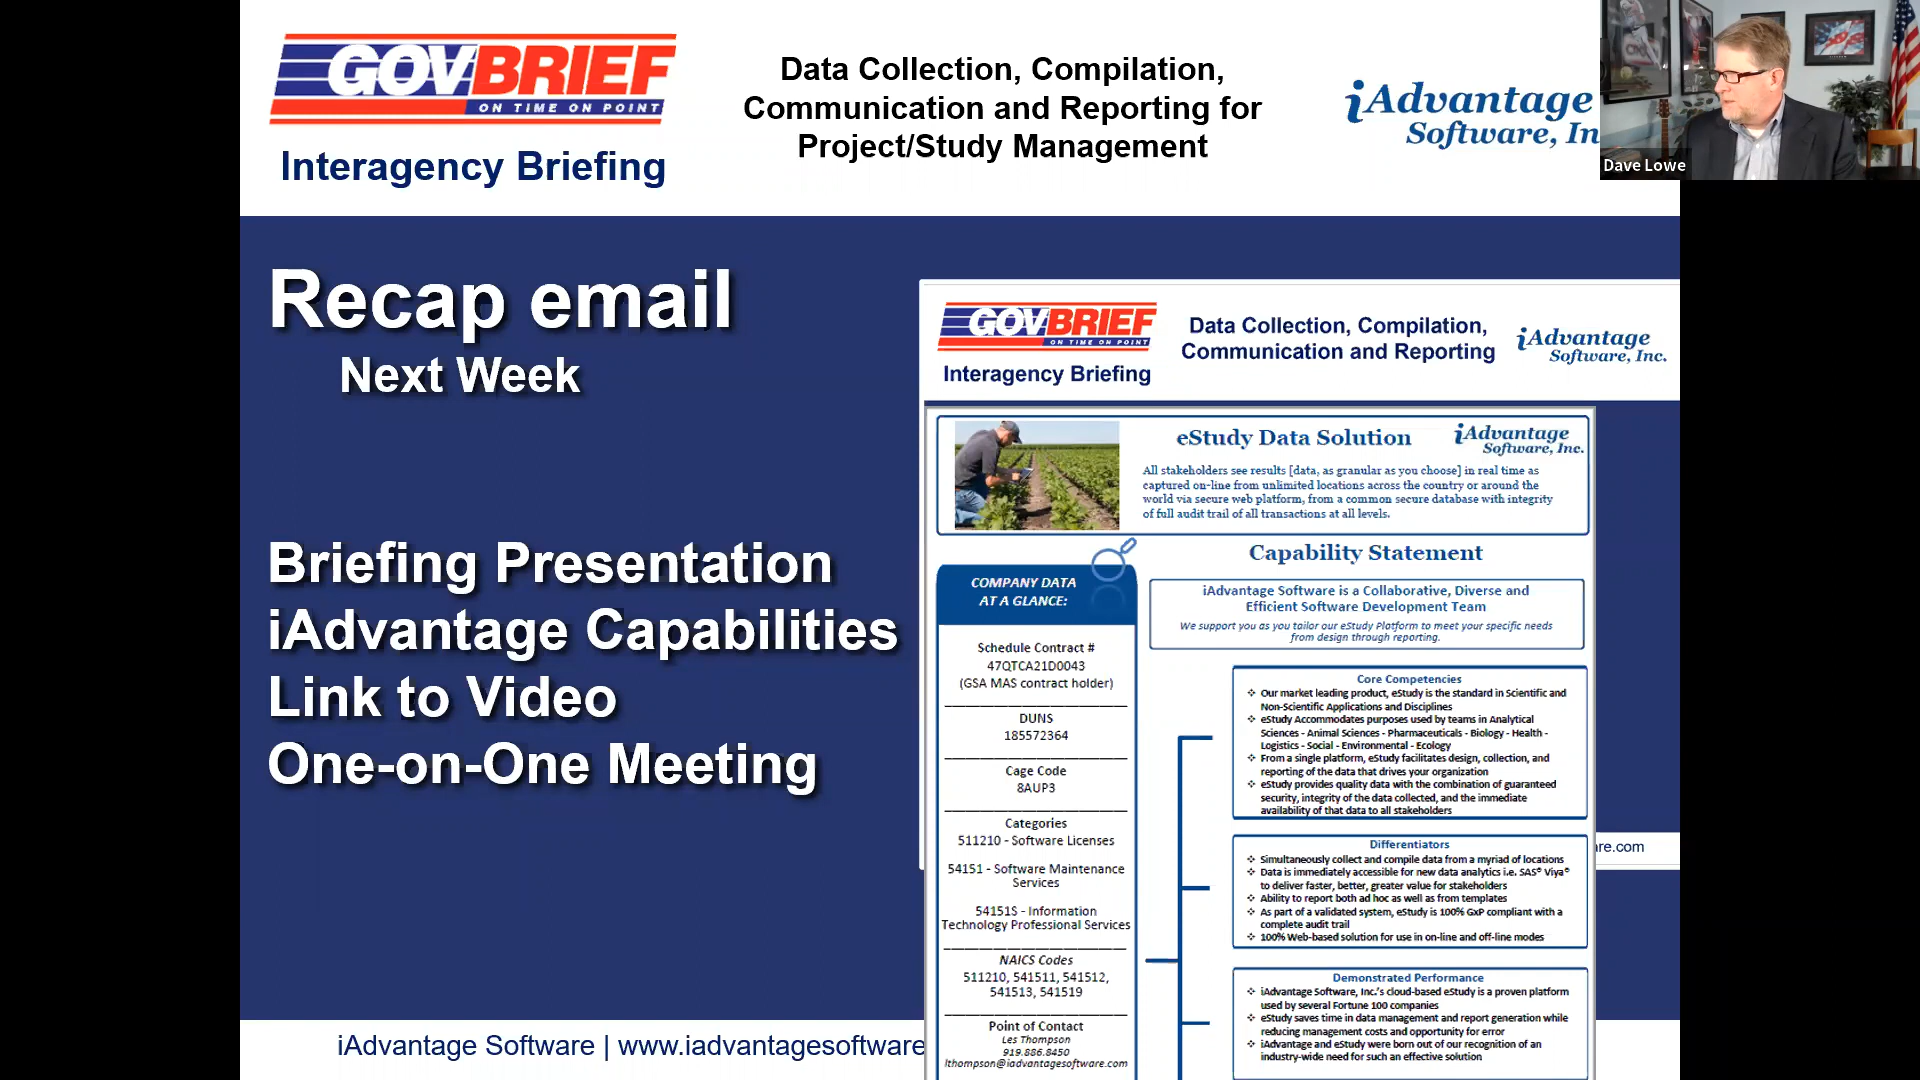 GOVBRIEF
ON TIME ON POINT
Interagency Briefing
Data Collection, Compilation,
Communication and Reporting for
Project/Study Management
iAdvantage
Software, In
Dave Lowe
Recap email
Next Week
Briefing Presentation
iAdvantage Capabilities
Link to Video
One-on-One Meeting
GOVBRIEF
ON TIME ON POINT
Interagency Briefing
Data Collection, Compilation,
Communication and Reporting
iAdvantage
Software, Inc.
eStudy Data Solution
iAdvantage
Software, Inc.
All stakeholders see results [data, as granular as you choose] in real time as
captured on-line from unlimited locations across the country or around the
world via secure web platform, from a common secure database with integrity
of full audit trail of all transactions at all levels.
Capability Statement
iAdvantage Software is a Collaborative, Diverse and
Efficient Software Development Team
We support you as you tailor our eStudy Platform to meet your specific needs
from design through reporting.
COMPANY DATA
AT A GLANCE:
Schedule Contract #
47QTCA21D0043
(GSA MAS contract holder)
DUNS
185572364
Cage Code
8AUP3
Categories
511210 - Software Licenses
54151 - Software Maintenance
Services
54151S - Information
Technology Professional Services
NAICS Codes
511210, 541511, 541512,
541513, 541519
Point of Contact
Les Thompson
919.886.8450
lthompson@iadvantagesoftware.com
Core Competencies
❖ Our market leading product, eStudy is the standard in Scientific and
Non-Scientific Applications and Disciplines
❖ eStudy Accommodates purposes used by teams in Analytical
Sciences - Animal Sciences - Pharmaceuticals - Biology - Health -
Logistics - Social - Environmental - Ecology
❖ From a single platform, eStudy facilitates design, collection, and
reporting of the data that drives your organization
❖ eStudy provides quality data with the combination of guaranteed
security, integrity of the data collected, and the immediate
availability of that data to all stakeholders
Differentiators
❖ Simultaneously collect and compile data from a myriad of locations
❖ Data is immediately accessible for new data analytics i.e. SAS® Viya®
to deliver faster, better, greater value for stakeholders
❖ Ability to report both ad hoc as well as from templates
❖ As part of a validated system, eStudy is 100% GxP compliant with a
complete audit trail
❖ 100% Web-based solution for use in on-line and off-line modes
Demonstrated Performance
❖ iAdvantage Software, Inc.'s cloud-based eStudy is a proven platform
used by several Fortune 100 companies
❖ eStudy saves time in data management and report generation while
reducing management costs and opportunity for error
❖ iAdvantage and eStudy were born out of our recognition of an
industry-wide need for such an effective solution
re.com
iAdvantage Software | www.iadvantagesoftware